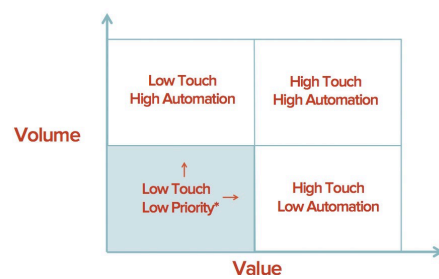 Low Touch
High Automation
High Touch
High Automation
Volume
Low Touch
Low Priority*
High Touch
Low Automation
Value